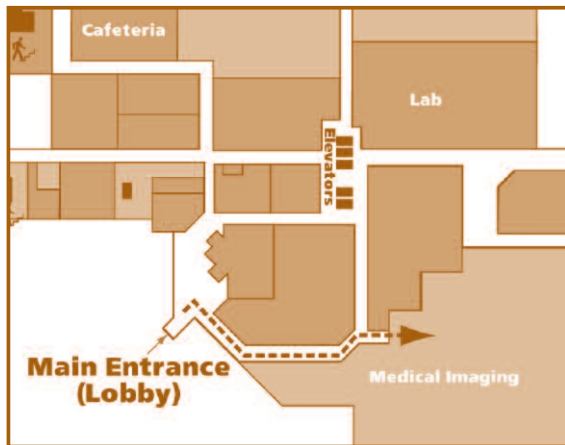 Cafeteria
Lab
Elevators
Main Entrance
(Lobby)
Medical Imaging